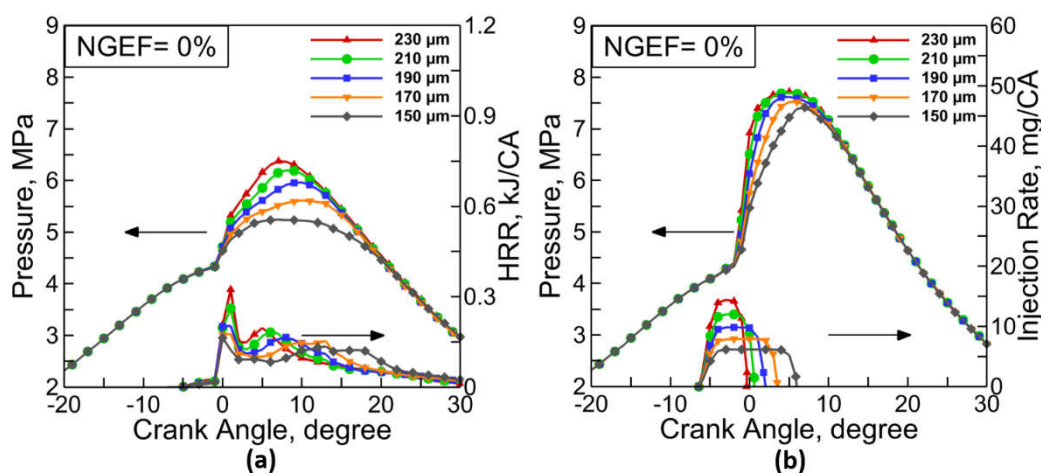 NGEF= 0%
230 µm
210 µm
190 µm
170 µm
150 µm
9
8
7
6
5
4
3
2
Pressure, MPa
1.2
0.9
0.6
0.3
0
HRR, kJ/CA
-20
-10
0
10
20
30
Crank Angle, degree
(a)
NGEF= 0%
230 µm
210 µm
190 µm
170 µm
150 µm
9
8
7
6
5
4
3
2
Pressure, MPa
60
50
40
30
20
10
0
Injection Rate, mg/CA
-20
-10
0
10
20
30
Crank Angle, degree
(b)